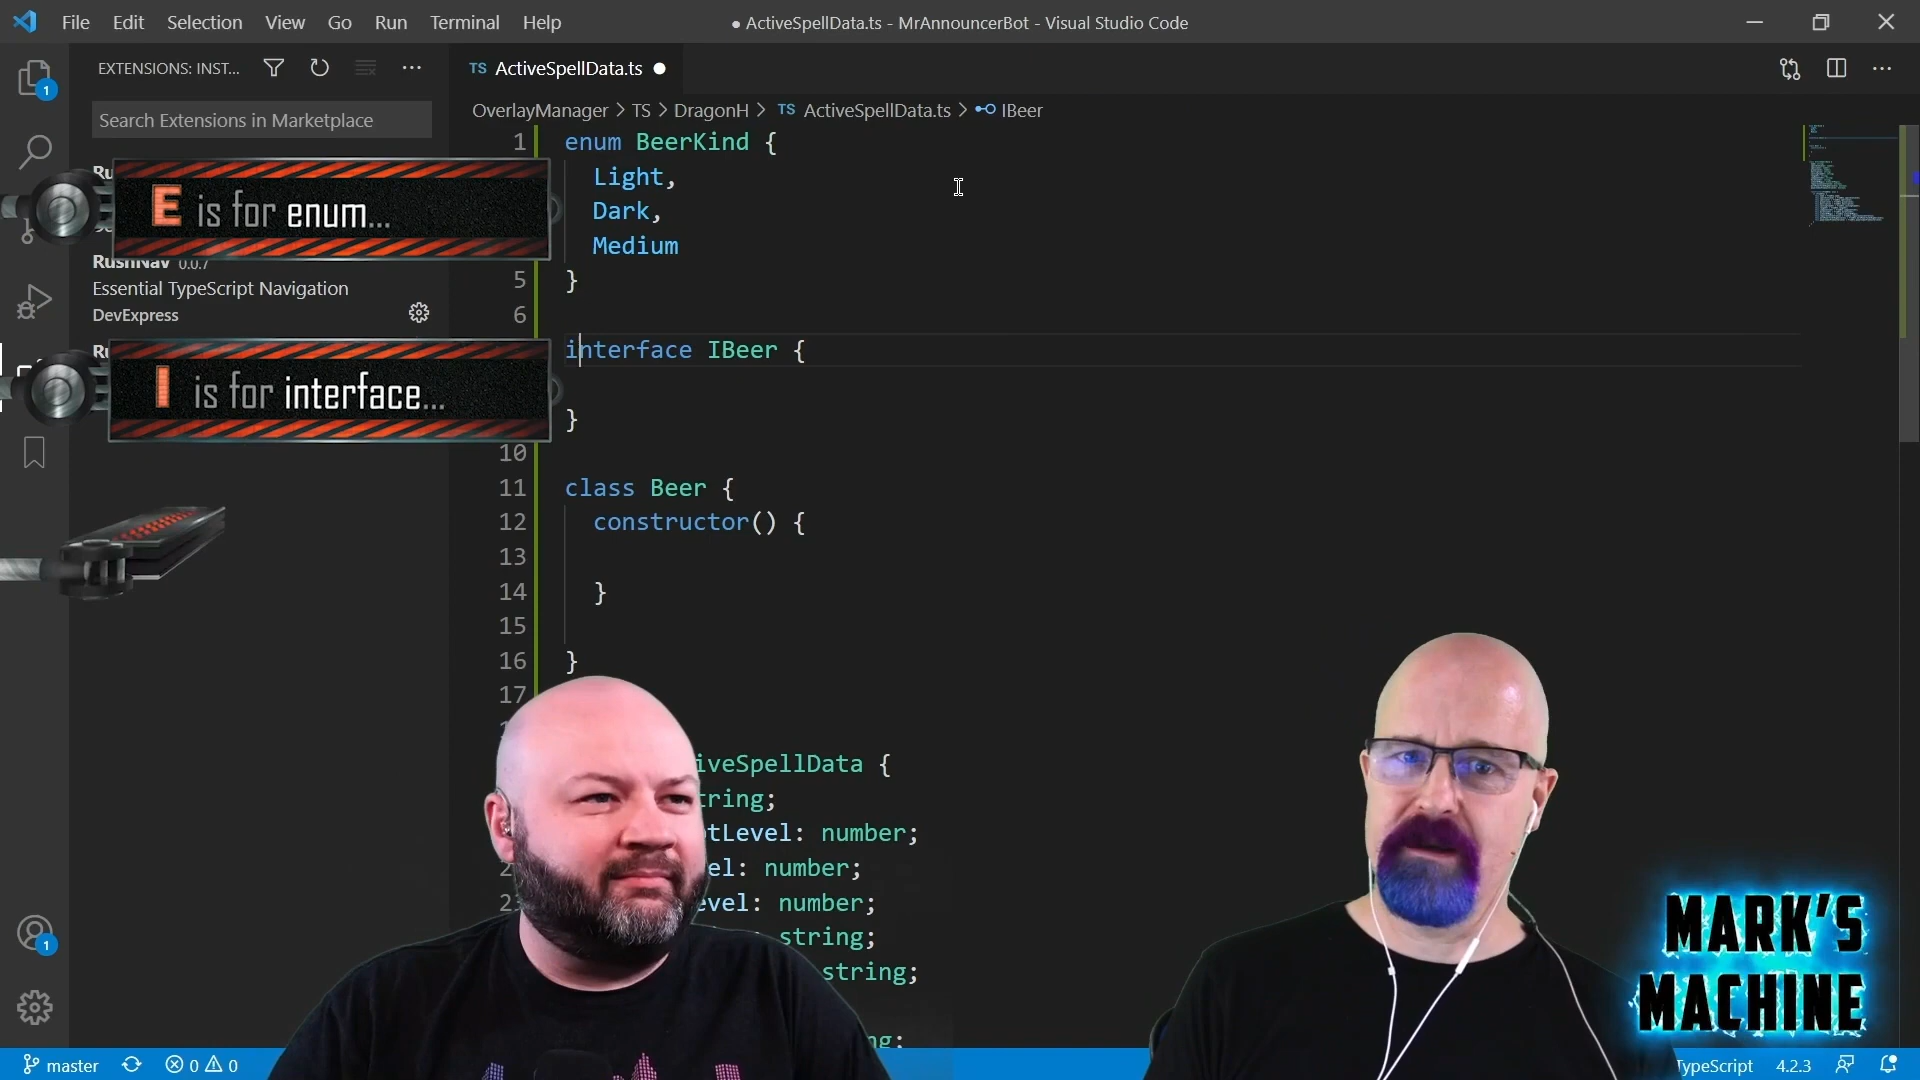 File Edit Selection View Go Run Terminal Help
● ActiveSpellData.ts - MrAnnouncerBot - Visual Studio Code
EXTENSIONS: INST...
TS ActiveSpellData.ts ●
1
Search Extensions in Marketplace
OverlayManager > TS > DragonH > TS ActiveSpellData.ts > IBeer
1 enum BeerKind {
Light,
Dark,
Medium
5 }
6
interface IBeer {
}
10
11 class Beer {
12 constructor() {
13
14 }
15
16 }
17
iveSpellData {
tring;
tLevel: number;
el: number;
evel: number;
string;
string;
ng;
E is for enum...
RushNav 0.0.7
Essential TypeScript Navigation
DevExpress
I is for interface...
1
MARK'S
MACHINE
master 0 0
TypeScript 4.2.3